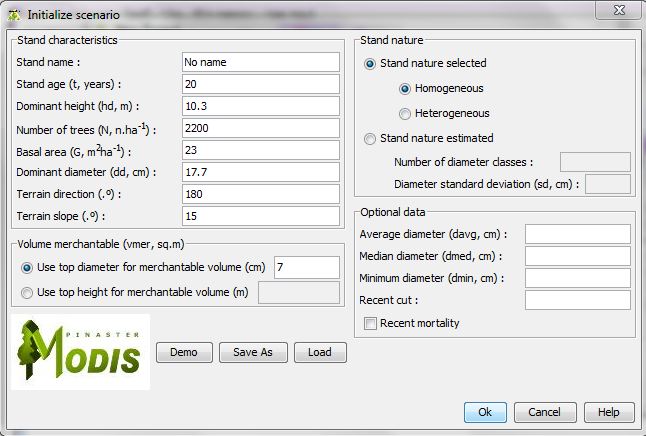 Initialize scenario
Stand characteristics
Stand name : No name
Stand age (t, years) : 20
Dominant height (hd, m) : 10.3
Number of trees (N, n.ha⁻¹) : 2200
Basal area (G, m²ha⁻¹) : 23
Dominant diameter (dd, cm) : 17.7
Terrain direction (.º) : 180
Terrain slope (.º) : 15
Volume merchantable (vmer, sq.m)
Use top diameter for merchantable volume (cm) 7
Use top height for merchantable volume (m)
PINASTER
MODIS
Demo Save As Load
Stand nature
Stand nature selected
Homogeneous
Heterogeneous
Stand nature estimated
Number of diameter classes :
Diameter standard deviation (sd, cm) :
Optional data
Average diameter (davg, cm) :
Median diameter (dmed, cm) :
Minimum diameter (dmin, cm) :
Recent cut :
Recent mortality
Ok Cancel Help